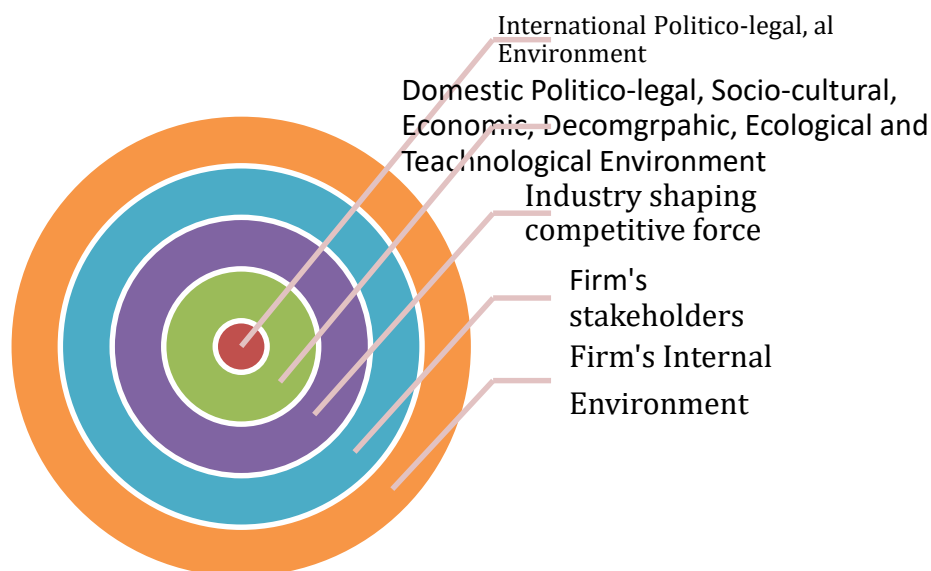 International Politico-legal, al
Environment
Domestic Politico-legal, Socio-cultural,
Economic, Decomgrpahic, Ecological and
Teachnological Environment
Industry shaping
competitive force
Firm's
stakeholders
Firm's Internal
Environment